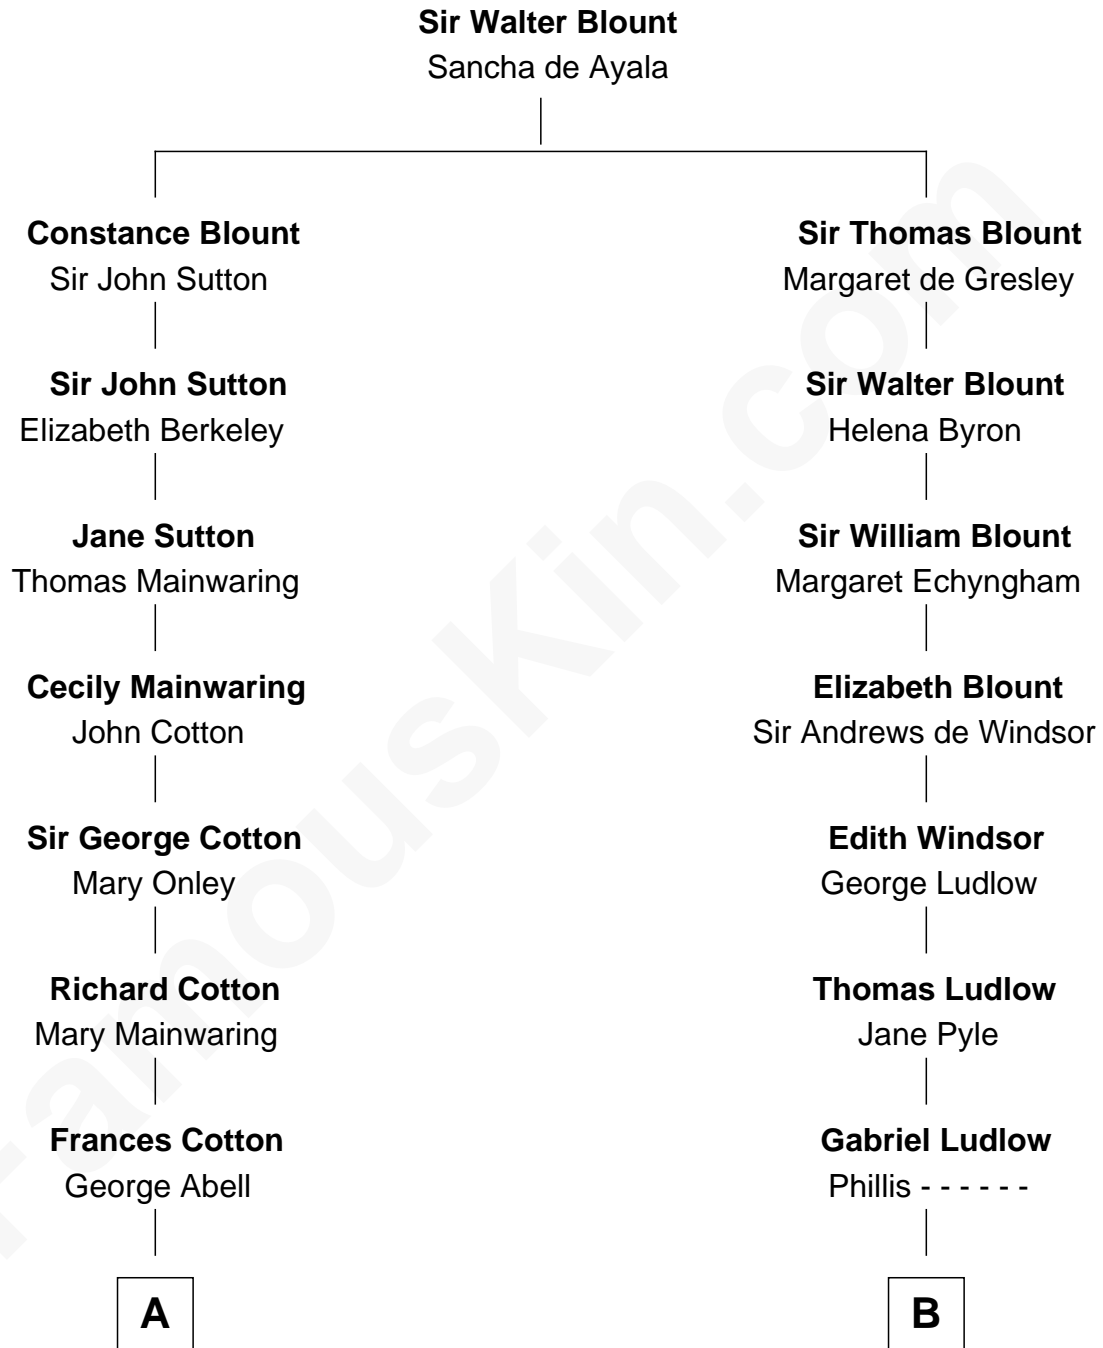 Sir Walter Blount
Sancha de Ayala
Constance Blount
Sir John Sutton
Sir Thomas Blount
Margaret de Gresley
Sir John Sutton
Elizabeth Berkeley
Sir Walter Blount
Helena Byron
Jane Sutton
Thomas Mainwaring
Sir William Blount
Margaret Echyngham
Cecily Mainwaring
John Cotton
Elizabeth Blount
Sir Andrews de Windsor
Sir George Cotton
Mary Onley
Edith Windsor
George Ludlow
Richard Cotton
Mary Mainwaring
Thomas Ludlow
Jane Pyle
Frances Cotton
George Abell
Gabriel Ludlow
Phillis - - - - - -
A
B
FamousKin.com